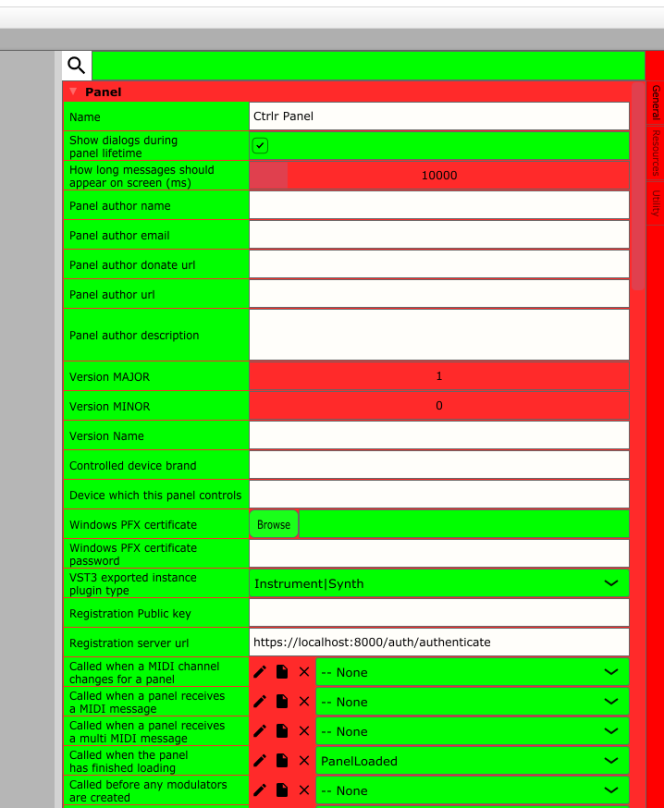 Panel
Name
Ctrlr Panel
Show dialogs during
panel lifetime
How long messages should
appear on screen (ms)
10000
Panel author name
Panel author email
Panel author donate url
Panel author url
Panel author description
Version MAJOR
1
Version MINOR
0
Version Name
Controlled device brand
Device which this panel controls
Windows PFX certificate
Browse
Windows PFX certificate
password
VST3 exported instance
plugin type
Instrument|Synth
Registration Public key
Registration server url
https://localhost:8000/auth/authenticate
Called when a MIDI channel
changes for a panel
-- None
Called when a panel receives
a MIDI message
-- None
Called when a panel receives
a multi MIDI message
-- None
Called when the panel
has finished loading
PanelLoaded
Called before any modulators
are created
-- None
General
Resources
Utility